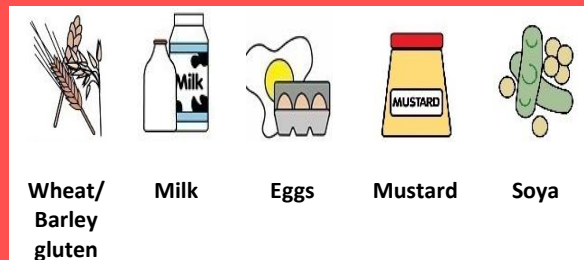 Milk
MUSTARD
Wheat/ Milk Eggs Mustard Soya
Barley
gluten